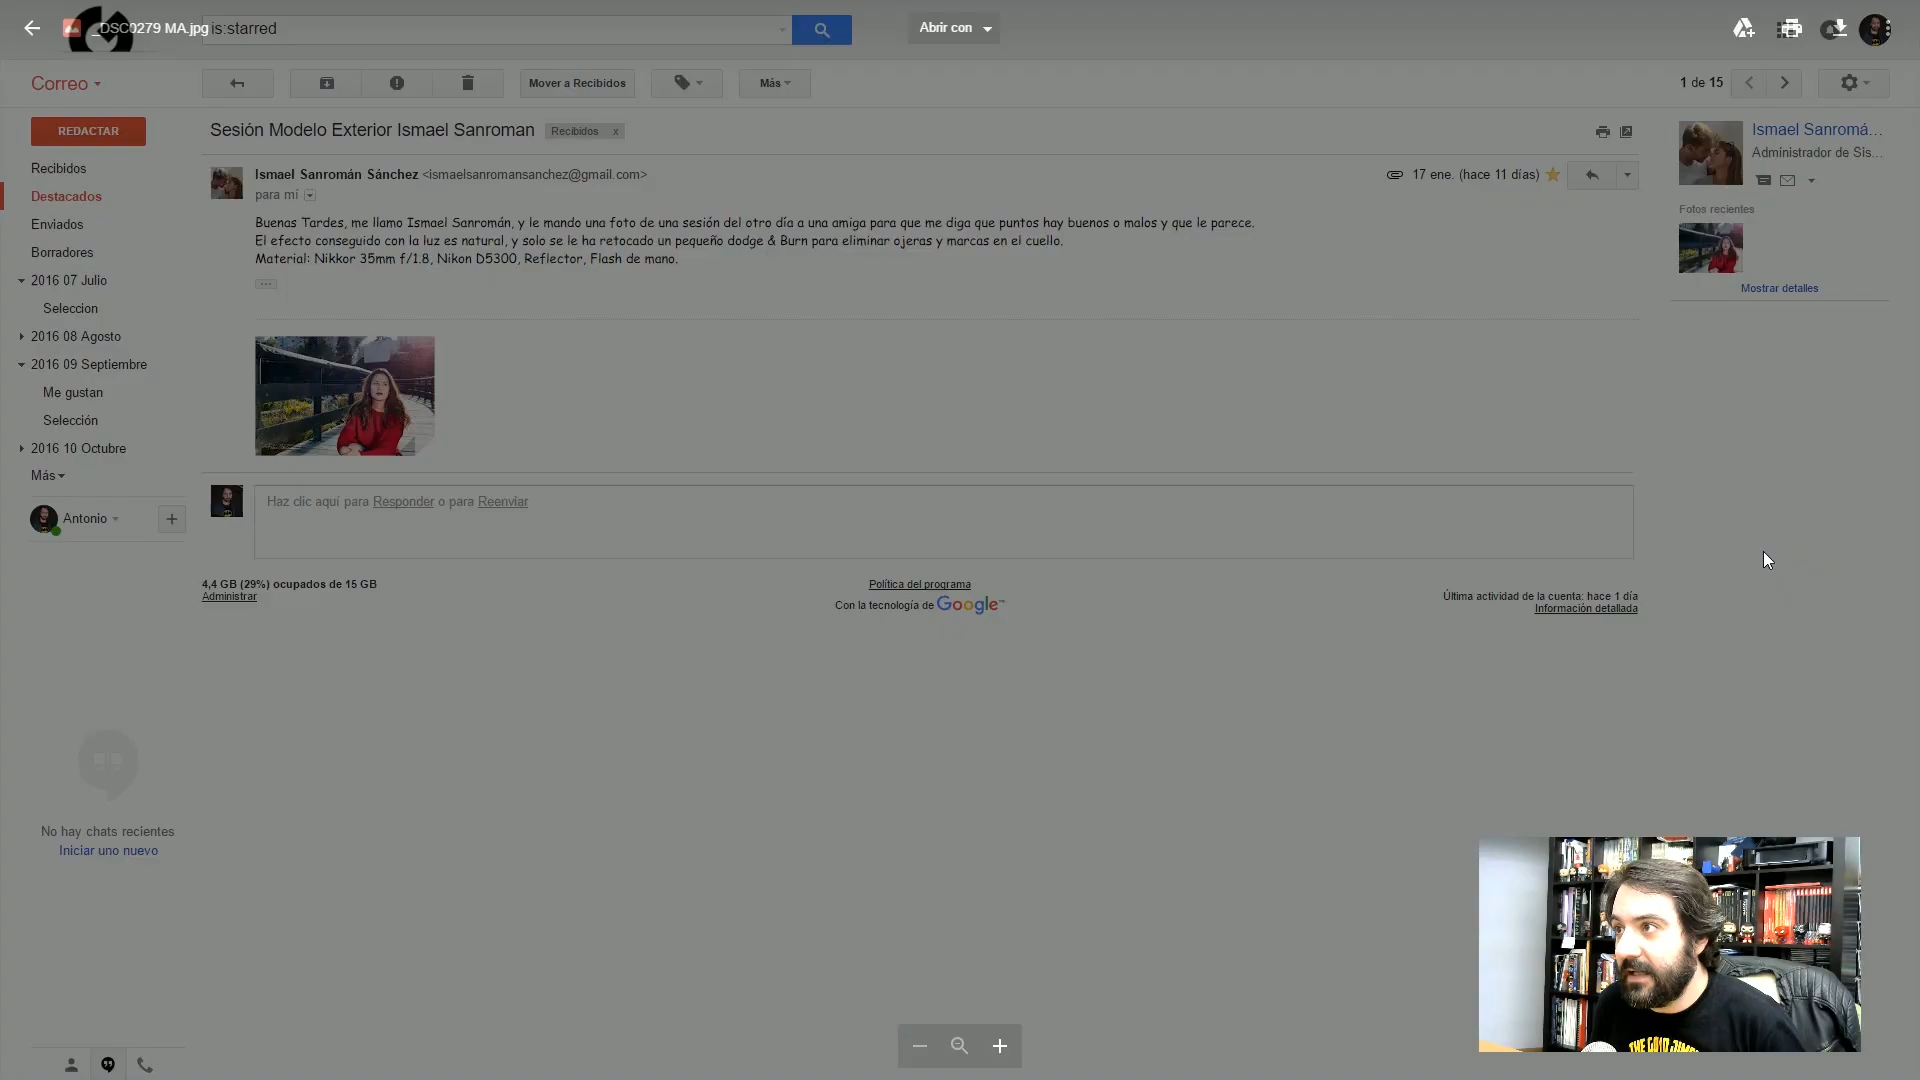 _DSC0279 MA.jpg
is:starred
Abrir con
Correo
Mover a Recibidos
Más
1 de 15
REDACTAR
Sesión Modelo Exterior Ismael Sanroman
Recibidos x
Ismael Sanromá...
Administrador de Sis...
Recibidos
Destacados
Enviados
Borradores
2016 07 Julio
Seleccion
2016 08 Agosto
2016 09 Septiembre
Me gustan
Selección
2016 10 Octubre
Más
Antonio
Ismael Sanromán Sánchez <ismaelsanromansanchez@gmail.com>
17 ene. (hace 11 días)
para mí
Buenas Tardes, me llamo Ismael Sanromán, y le mando una foto de una sesión del otro día a una amiga para que me diga que puntos hay buenos o malos y que le parece.
El efecto conseguido con la luz es natural, y solo se le ha retocado un pequeño dodge & Burn para eliminar ojeras y marcas en el cuello.
Material: Nikkor 35mm f/1.8, Nikon D5300, Reflector, Flash de mano.
...
Fotos recientes
Mostrar detalles
Haz clic aquí para Responder o para Reenviar
4,4 GB (29%) ocupados de 15 GB
Administrar
Política del programa
Con la tecnología de Google™
Última actividad de la cuenta: hace 1 día
Información detallada
No hay chats recientes
Iniciar uno nuevo